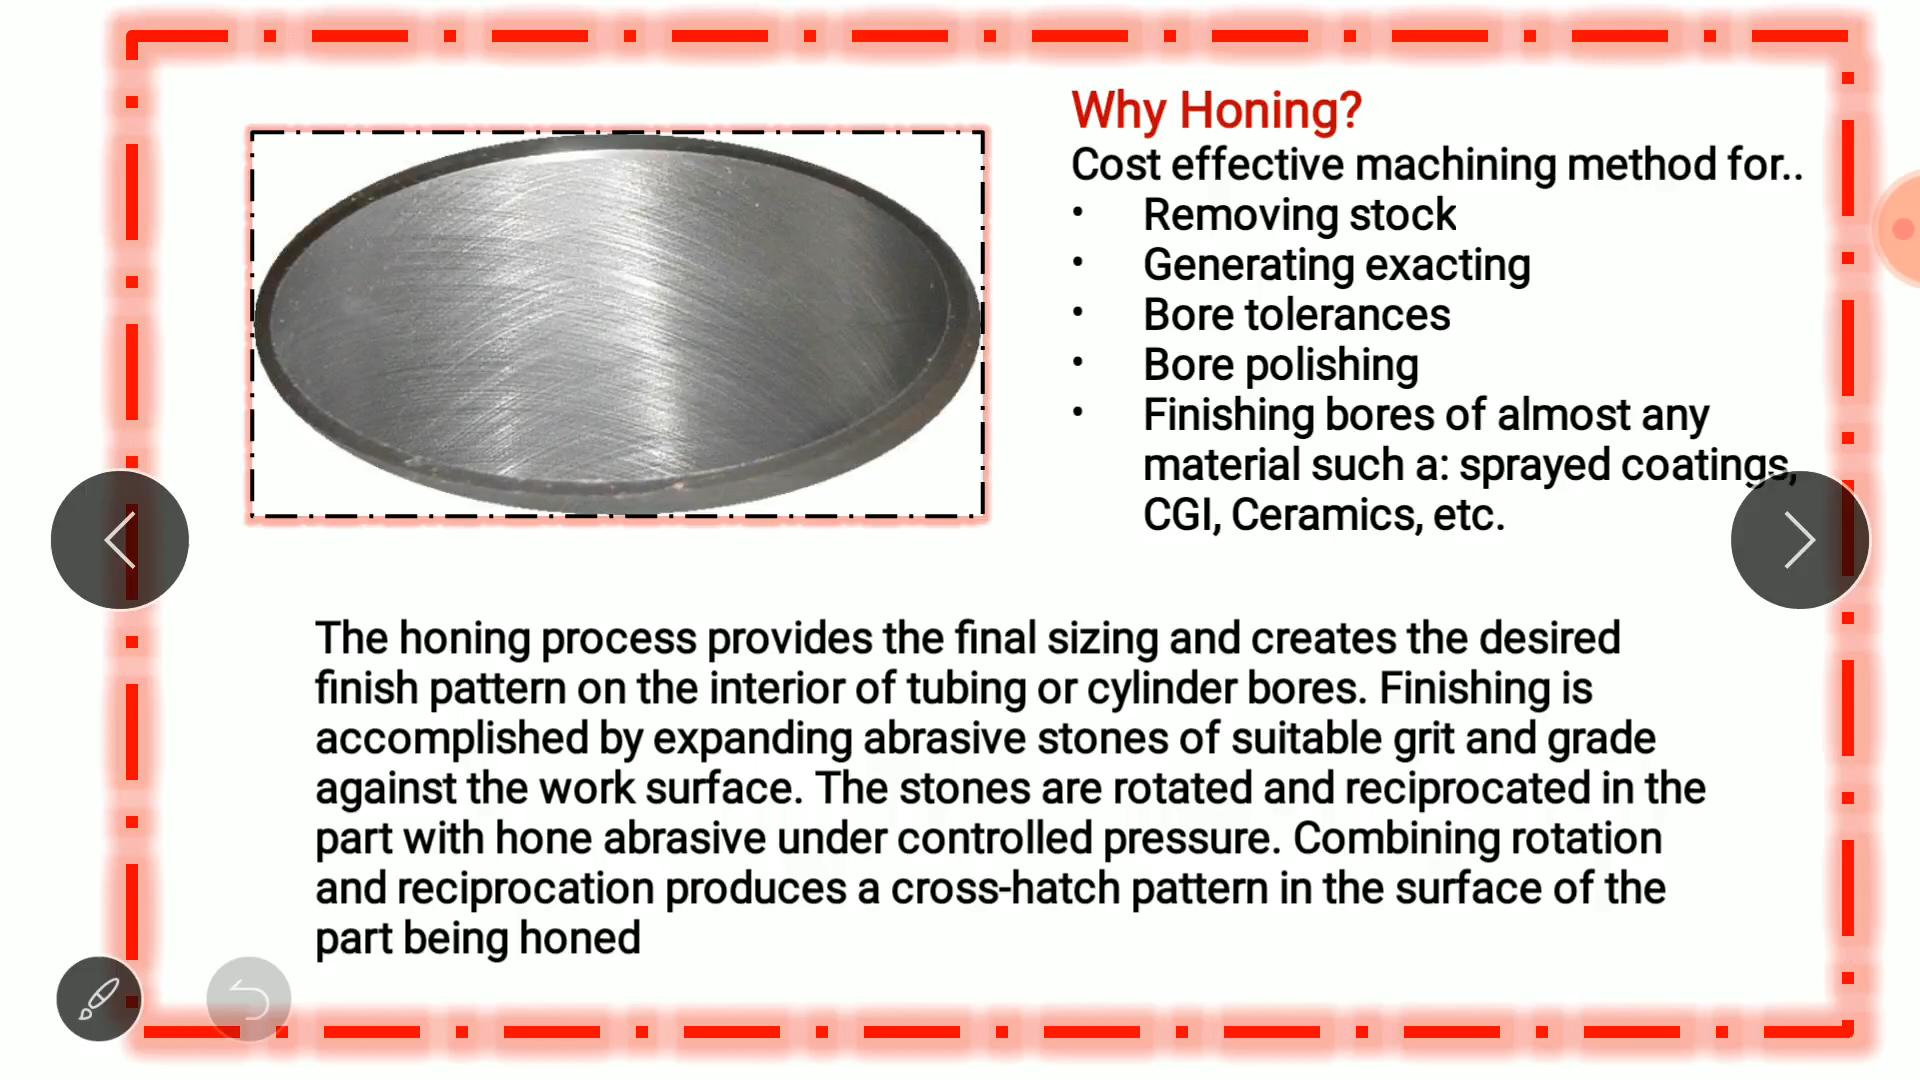 Why Honing?
Cost effective machining method for..
• Removing stock
• Generating exacting
• Bore tolerances
• Bore polishing
• Finishing bores of almost any
material such a: sprayed coatings,
CGI, Ceramics, etc.
The honing process provides the final sizing and creates the desired
finish pattern on the interior of tubing or cylinder bores. Finishing is
accomplished by expanding abrasive stones of suitable grit and grade
against the work surface. The stones are rotated and reciprocated in the
part with hone abrasive under controlled pressure. Combining rotation
and reciprocation produces a cross-hatch pattern in the surface of the
part being honed